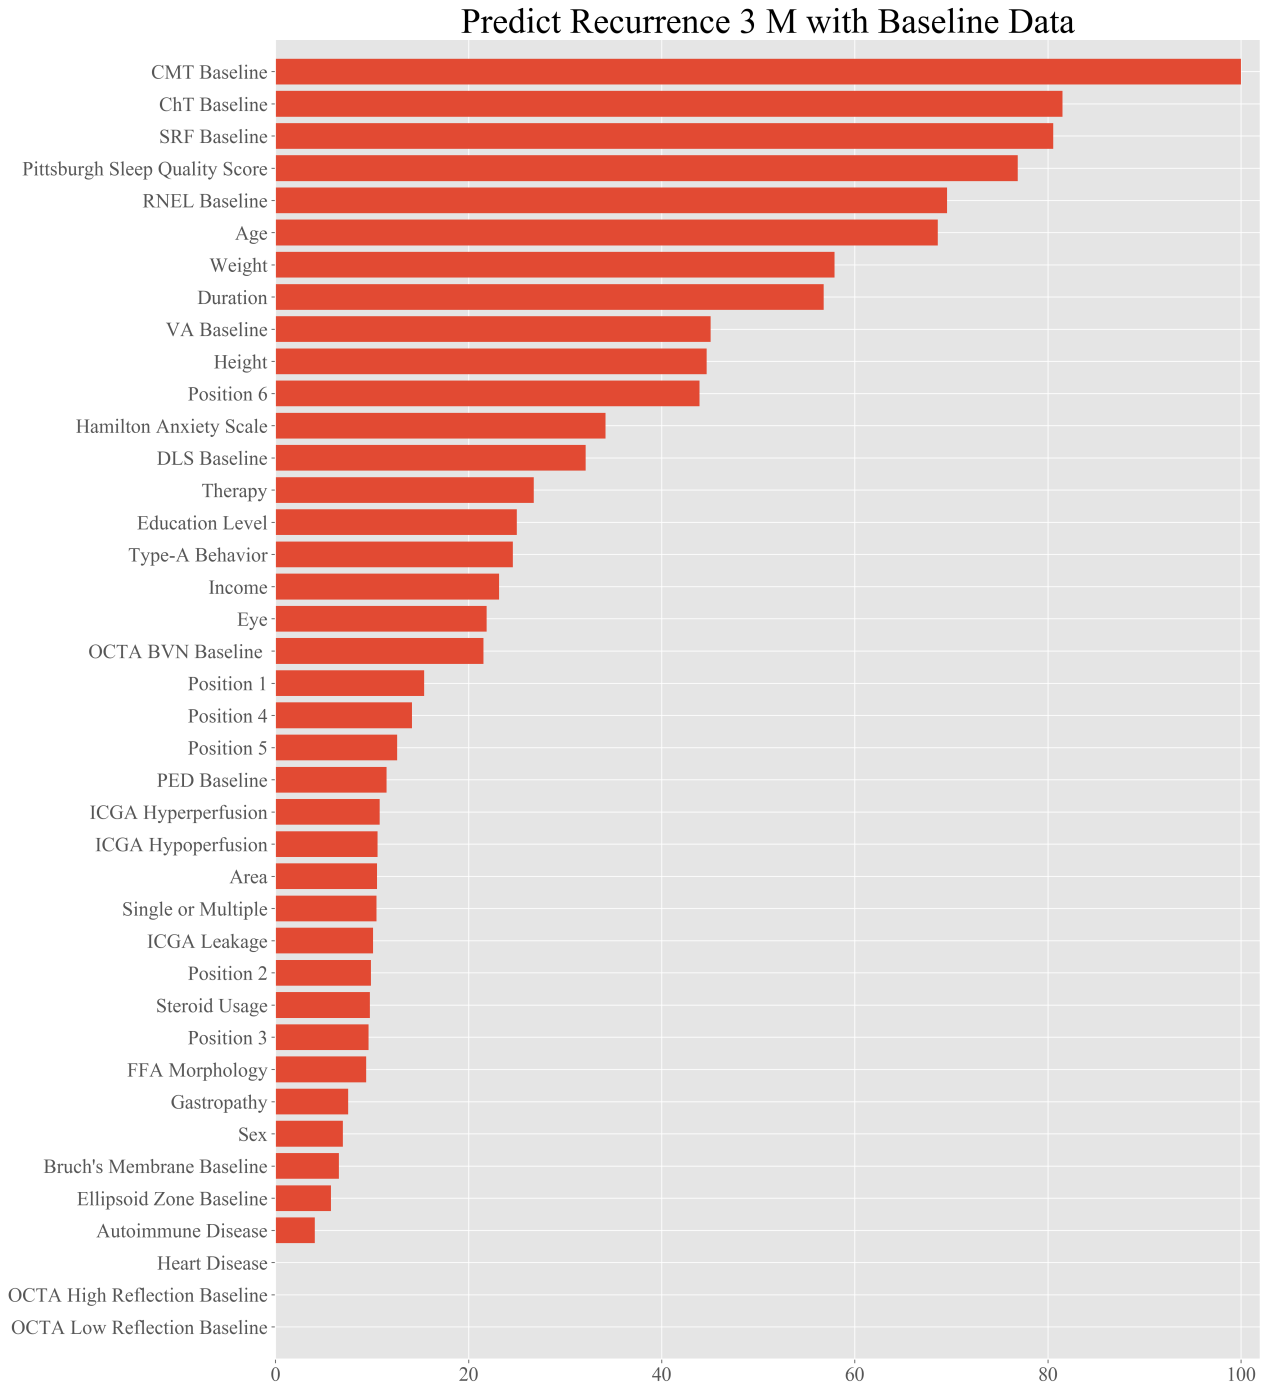 Predict Recurrence 3 M with Baseline Data
CMT Baseline
ChT Baseline
SRF Baseline
Pittsburgh Sleep Quality Score
RNEL Baseline
Age
Weight
Duration
VA Baseline
Height
Position 6
Hamilton Anxiety Scale
DLS Baseline
Therapy
Education Level
Type-A Behavior
Income
Eye
OCTA BVN Baseline
Position 1
Position 4
Position 5
PED Baseline
ICGA Hyperperfusion
ICGA Hypoperfusion
Area
Single or Multiple
ICGA Leakage
Position 2
Steroid Usage
Position 3
FFA Morphology
Gastropathy
Sex
Bruch's Membrane Baseline
Ellipsoid Zone Baseline
Autoimmune Disease
Heart Disease
OCTA High Reflection Baseline
OCTA Low Reflection Baseline
0 20 40 60 80 100